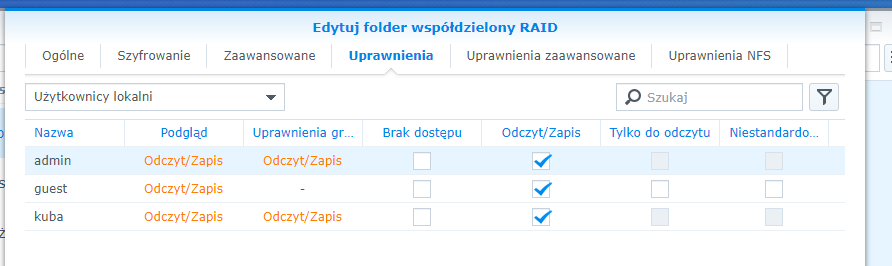 Edytuj folder współdzielony RAID
Ogólne Szyfrowanie Zaawansowane Uprawnienia Uprawnienia zaawansowane Uprawnienia NFS
Użytkownicy lokalni Szukaj
Nazwa Podgląd Uprawnienia gr... Brak dostępu Odczyt/Zapis Tylko do odczytu Niestandardo...
admin Odczyt/Zapis Odczyt/Zapis
guest Odczyt/Zapis -
kuba Odczyt/Zapis Odczyt/Zapis